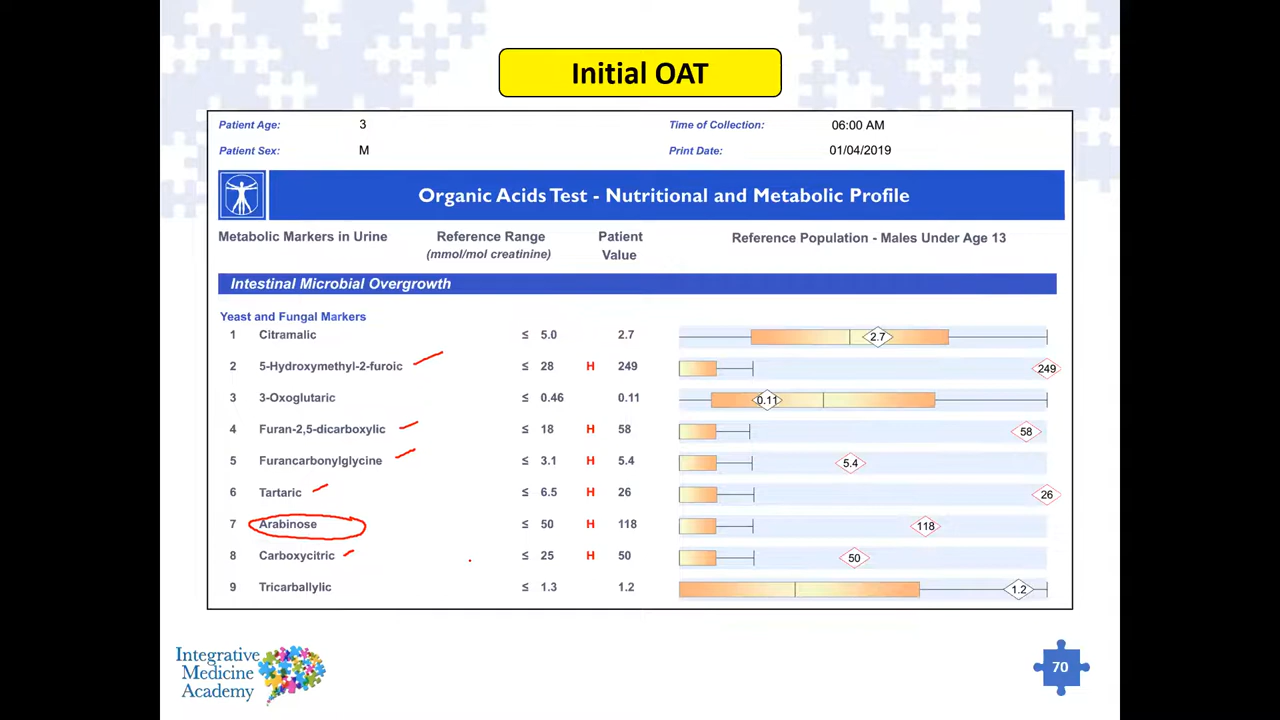 Initial OAT
Patient Age: 3 Time of Collection: 06:00 AM
Patient Sex: M Print Date: 01/04/2019
Organic Acids Test - Nutritional and Metabolic Profile
Metabolic Markers in Urine Reference Range Patient Reference Population - Males Under Age 13
(mmol/mol creatinine) Value
Intestinal Microbial Overgrowth
Yeast and Fungal Markers
1 Citramalic ≤ 5.0 2.7 2.7
2 5-Hydroxymethyl-2-furoic ≤ 28 H 249 249
3 3-Oxoglutaric ≤ 0.46 0.11 0.11
4 Furan-2,5-dicarboxylic ≤ 18 H 58 58
5 Furancarbonylglycine ≤ 3.1 H 5.4 5.4
6 Tartaric ≤ 6.5 H 26 26
7 Arabinose ≤ 50 H 118 118
8 Carboxycitric ≤ 25 H 50 50
9 Tricarballylic ≤ 1.3 1.2 1.2
Integrative
Medicine
Academy
70